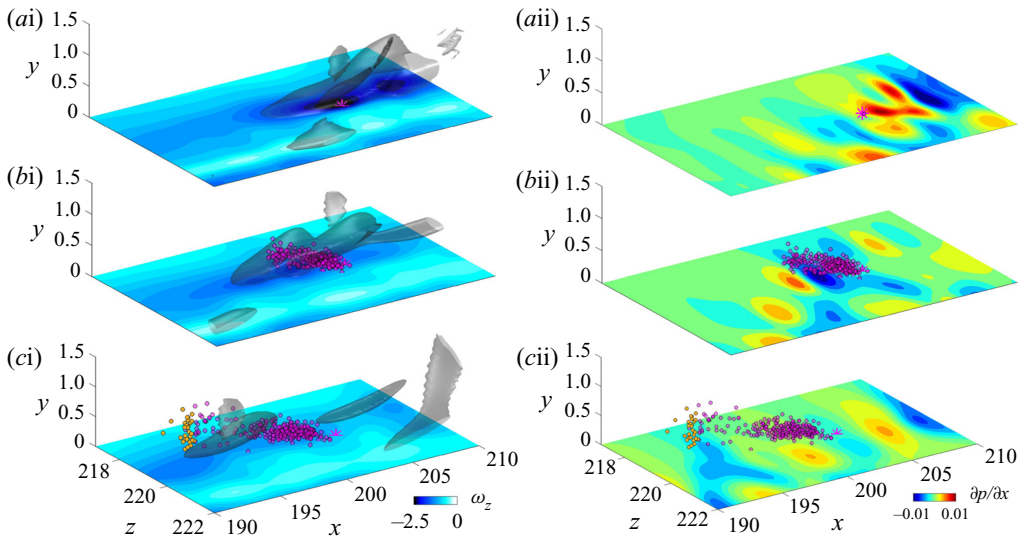 (ai) (aii)
1.5 1.5
1.0 1.0
y y
0.5 0.5
0 0
(bi) (bii)
1.5 1.5
1.0 1.0
y y
0.5 0.5
0 0
(ci) (cii)
1.5 1.5
1.0 1.0
y y
0.5 0.5
0 0
218 210 218 210
220 205 220 205
200 ω_z 200 ∂p/∂x
z 222 195 x −2.5 0 z 222 195 x −0.01 0.01
190 190